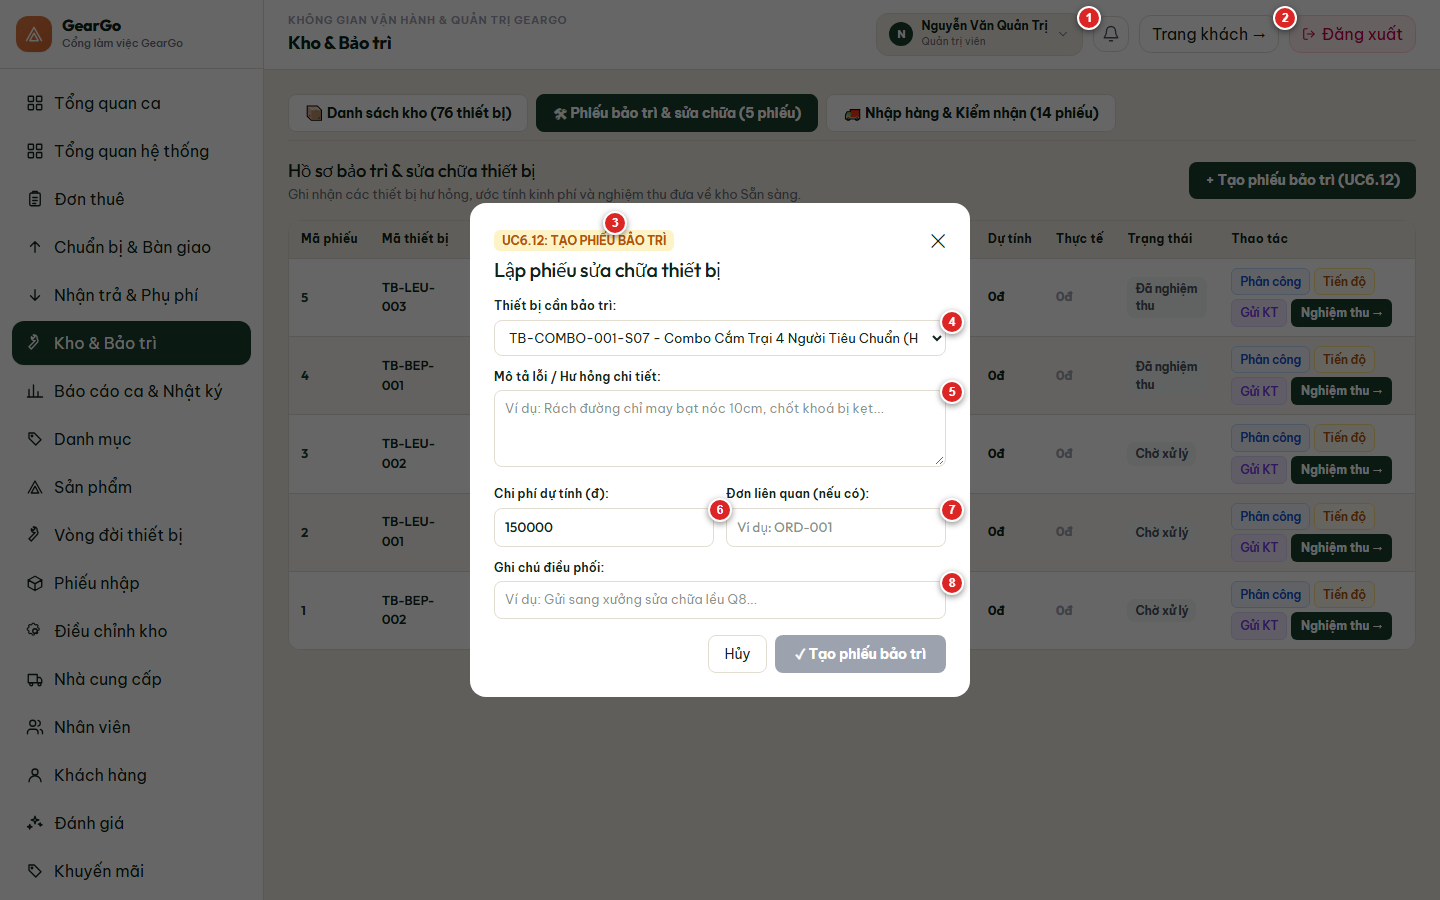 GearGo
Cổng làm việc GearGo
Tổng quan ca
Tổng quan hệ thống
Đơn thuê
Chuẩn bị & Bàn giao
Nhận trả & Phụ phí
Kho & Bảo trì
Báo cáo ca & Nhật ký
Danh mục
Sản phẩm
Vòng đời thiết bị
Phiếu nhập
Điều chỉnh kho
Nhà cung cấp
Nhân viên
Khách hàng
Đánh giá
Khuyến mãi
KHÔNG GIAN VẬN HÀNH & QUẢN TRỊ GEARGO
Kho & Bảo trì
N
Nguyễn Văn Quản Trị
Quản trị viên
1
Trang khách →
2
Đăng xuất
Danh sách kho (76 thiết bị)
Phiếu bảo trì & sửa chữa (5 phiếu)
Nhập hàng & Kiểm nhận (14 phiếu)
Hồ sơ bảo trì & sửa chữa thiết bị
Ghi nhận các thiết bị hư hỏng, ước tính kinh phí và nghiệm thu đưa về kho Sẵn sàng.
+ Tạo phiếu bảo trì (UC6.12)
Mã phiếu Mã thiết bị Dự tính Thực tế Trạng thái Thao tác
5 TB-LEU-003 0đ 0đ Đã nghiệm thu Phân công Tiến độ Gửi KT Nghiệm thu →
4 TB-BEP-001 0đ 0đ Đã nghiệm thu Phân công Tiến độ Gửi KT Nghiệm thu →
3 TB-LEU-002 0đ 0đ Chờ xử lý Phân công Tiến độ Gửi KT Nghiệm thu →
2 TB-LEU-001 0đ 0đ Chờ xử lý Phân công Tiến độ Gửi KT Nghiệm thu →
1 TB-BEP-002 0đ 0đ Chờ xử lý Phân công Tiến độ Gửi KT Nghiệm thu →
3
UC6.12: TẠO PHIẾU BẢO TRÌ
Lập phiếu sửa chữa thiết bị
Thiết bị cần bảo trì:
4
TB-COMBO-001-S07 - Combo Cắm Trại 4 Người Tiêu Chuẩn (H
Mô tả lỗi / Hư hỏng chi tiết:
5
Ví dụ: Rách đường chỉ may bạt nóc 10cm, chốt khoá bị kẹt...
Chi phí dự tính (đ):
6
150000
Đơn liên quan (nếu có):
7
Ví dụ: ORD-001
Ghi chú điều phối:
8
Ví dụ: Gửi sang xưởng sửa chữa lều Q8...
Hủy
✓ Tạo phiếu bảo trì